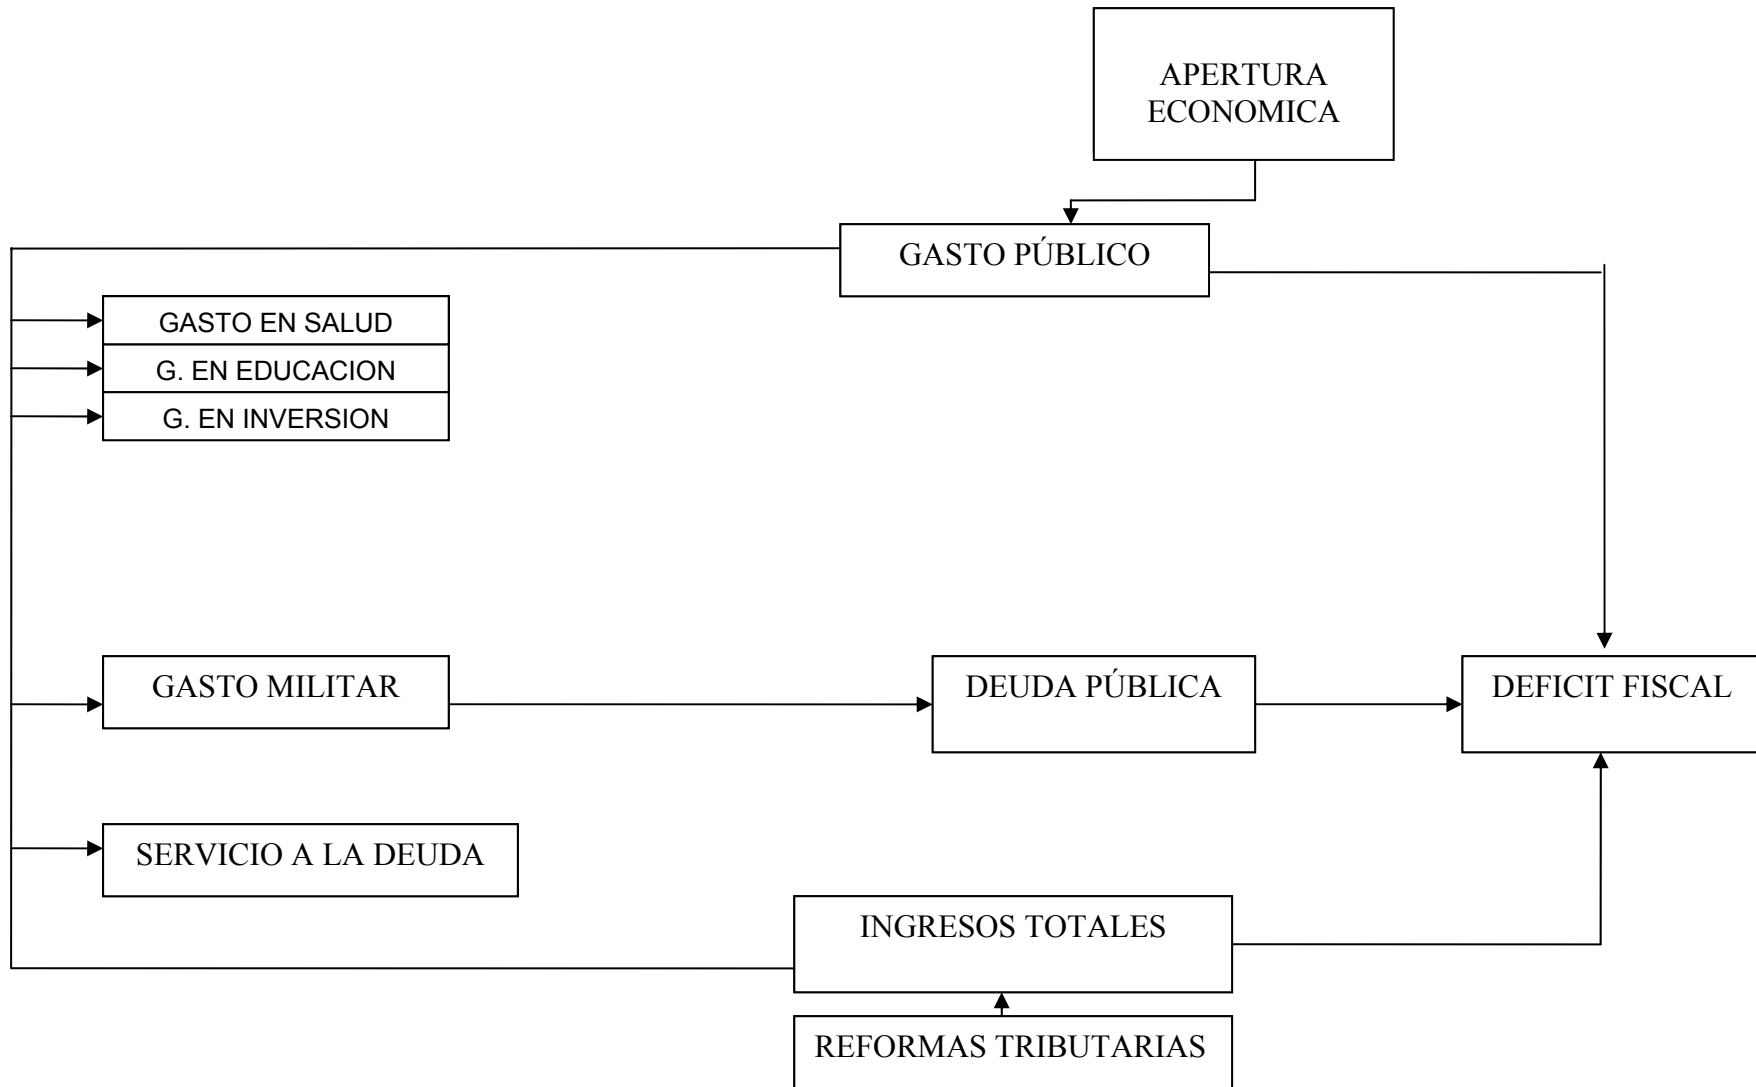 APERTURA
ECONOMICA
GASTO PÚBLICO
GASTO EN SALUD
G. EN EDUCACION
G. EN INVERSION
GASTO MILITAR
DEUDA PÚBLICA
DEFICIT FISCAL
SERVICIO A LA DEUDA
INGRESOS TOTALES
REFORMAS TRIBUTARIAS